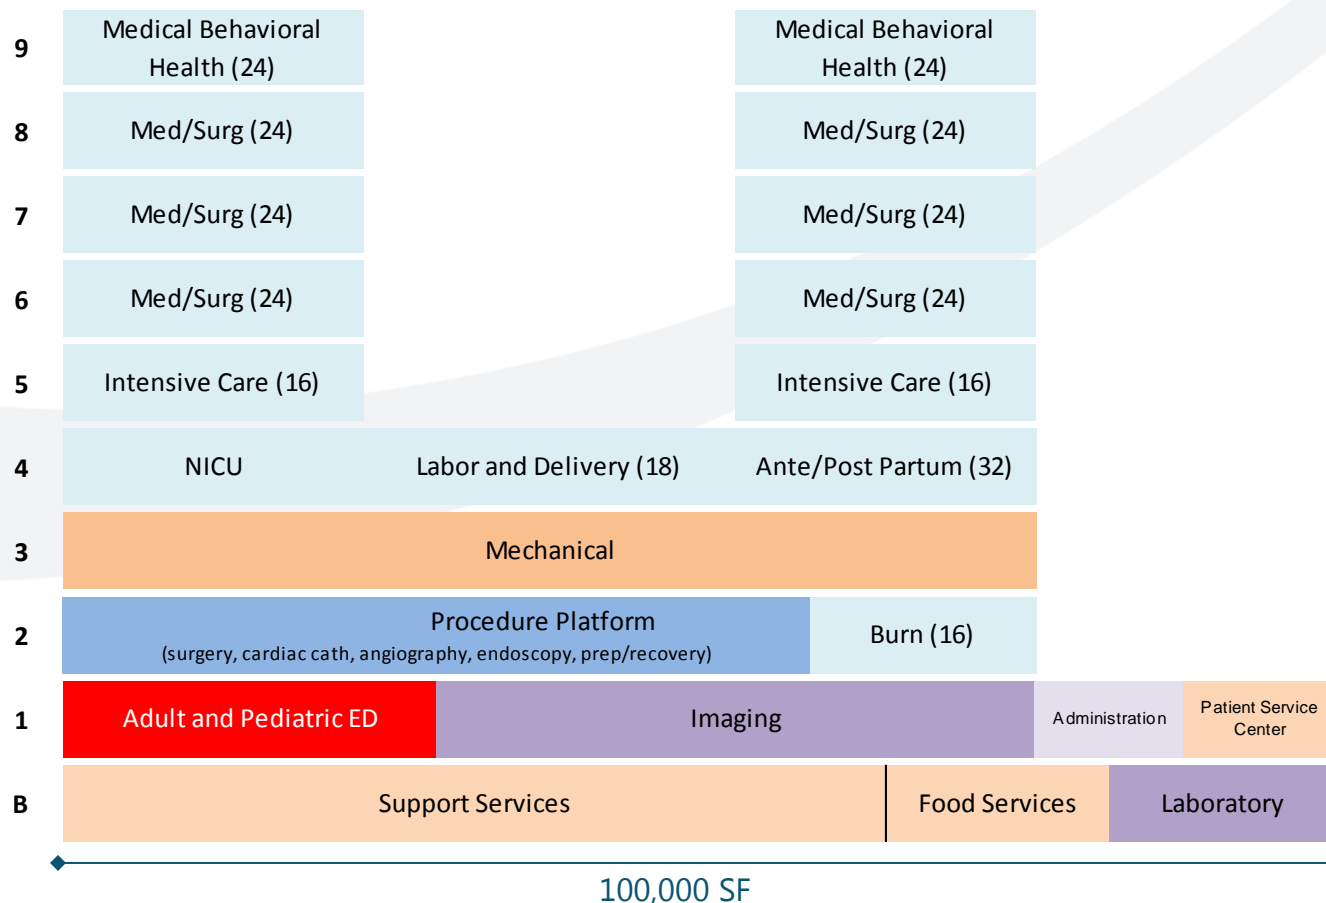 9
Medical Behavioral
Health (24)
Medical Behavioral
Health (24)
8
Med/Surg (24)
Med/Surg (24)
7
Med/Surg (24)
Med/Surg (24)
6
Med/Surg (24)
Med/Surg (24)
5
Intensive Care (16)
Intensive Care (16)
4
NICU
Labor and Delivery (18)
Ante/Post Partum (32)
3
Mechanical
2
Procedure Platform
(surgery, cardiac cath, angiography, endoscopy, prep/recovery)
Burn (16)
1
Adult and Pediatric ED
Imaging
Administration
Patient Service
Center
B
Support Services
Food Services
Laboratory
100,000 SF